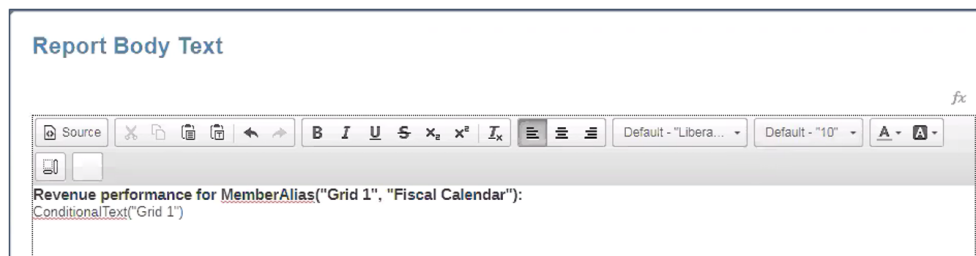 Report Body Text
fx
Source B I U S x₂ x² Tx Default - "Libera... Default - "10" A A
Revenue performance for MemberAlias("Grid 1", "Fiscal Calendar"):
ConditionalText("Grid 1")